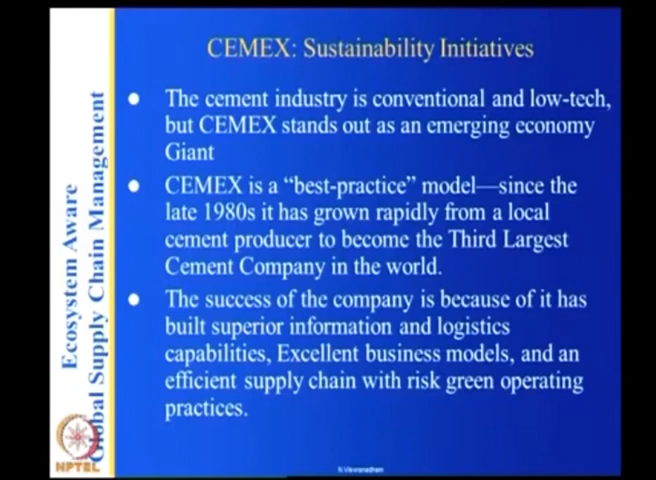 CEMEX: Sustainability Initiatives
The cement industry is conventional and low-tech,
but CEMEX stands out as an emerging economy
Giant
CEMEX is a “best-practice” model—since the
late 1980s it has grown rapidly from a local
cement producer to become the Third Largest
Cement Company in the world.
The success of the company is because of it has
built superior information and logistics
capabilities, Excellent business models, and an
efficient supply chain with risk green operating
practices.
Ecosystem Aware
Global Supply Chain Management
NPTEL
N.Viswanadham